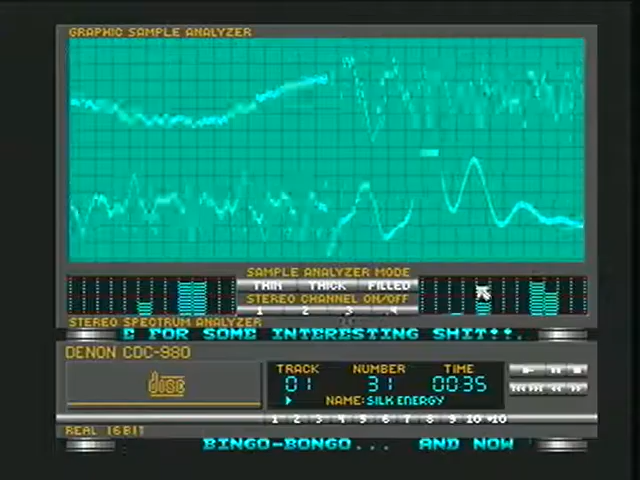 GRAPHIC SAMPLE ANALYZER
SAMPLE ANALYZER MODE
THIN THICK FILLED
STEREO CHANNEL ON/OFF
1 2 3 4
STEREO SPECTRUM ANALYZER
E FOR SOME INTERESTING SHIT!!.
DENON CDC-980
disc
TRACK NUMBER TIME
01 31 00:35
NAME: SILK ENERGY
1 2 3 4 5 6 7 8 9 10 +10
REAL 16BIT
BINGO-BONGO... AND NOW